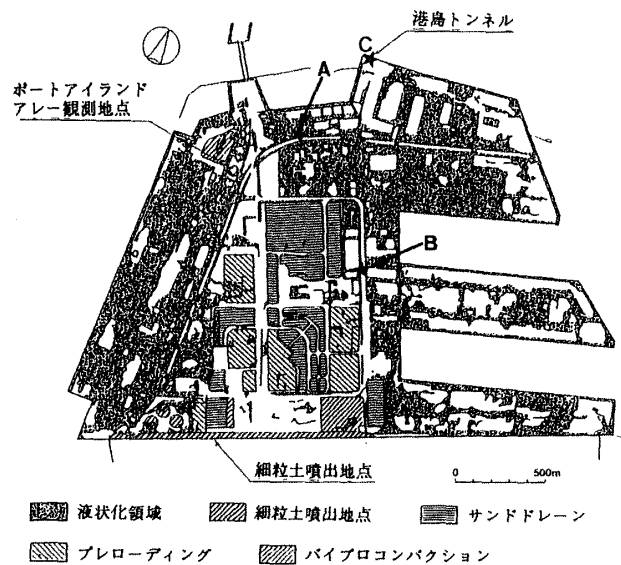 港島トンネル
C
A
ポートアイランド
アレー観測地点
B
細粒土噴出地点
0 500m
液状化領域
細粒土噴出地点
サンドドレーン
プレローディング
バイブロコンパクション